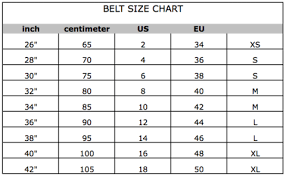 BELT SIZE CHART
inch centimeter US EU
26" 65 2 34 XS
28" 70 4 36 S
30" 75 6 38 S
32" 80 8 40 M
34" 85 10 42 M
36" 90 12 44 L
38" 95 14 46 L
40" 100 16 48 XL
42" 105 18 50 XL